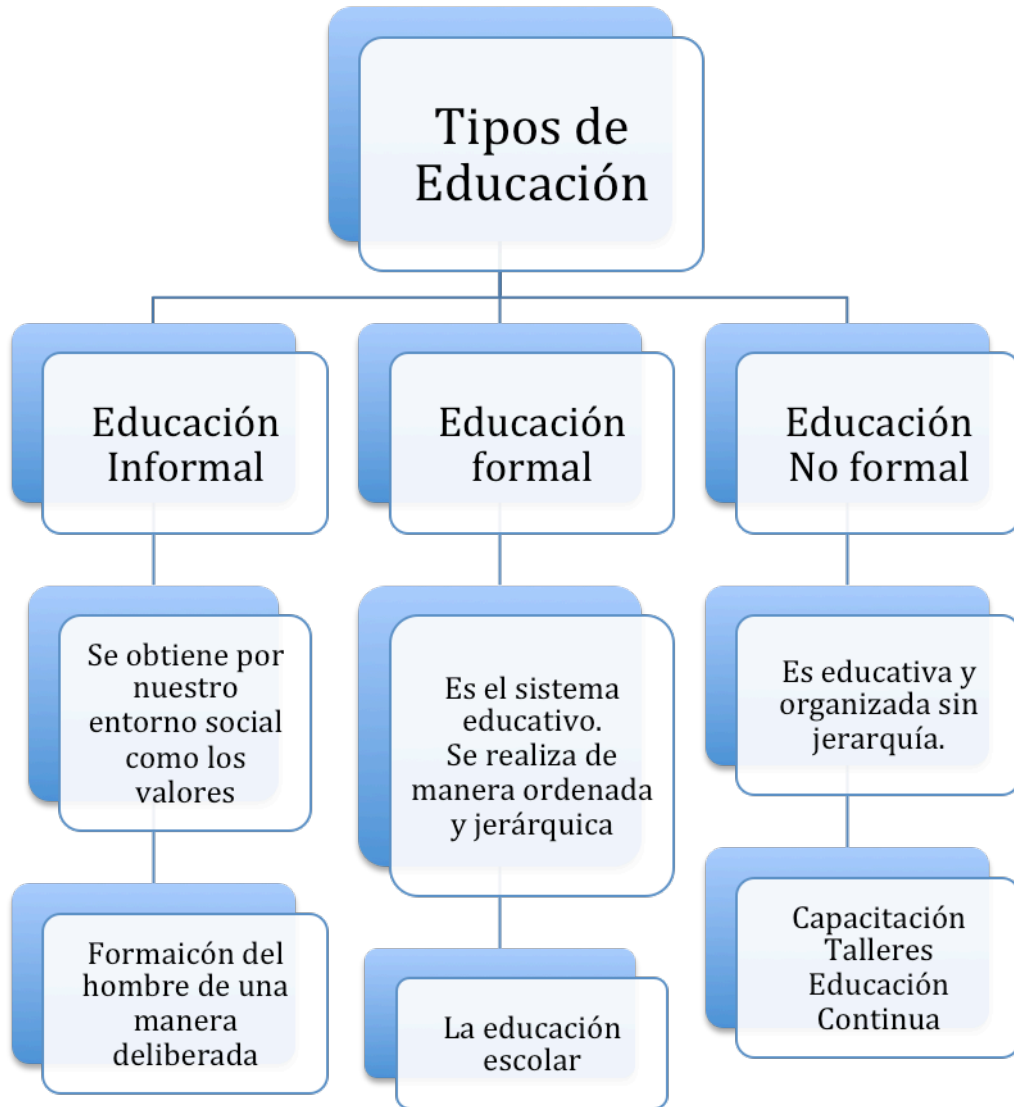 Tipos de
Educación
Educación
Informal
Educación
formal
Educación
No formal
Se obtiene por
nuestro
entorno social
como los
valores
Es el sistema
educativo.
Se realiza de
manera ordenada
y jerárquica
Es educativa y
organizada sin
jerarquía.
Formaicón del
hombre de una
manera
deliberada
La educación
escolar
Capacitación
Talleres
Educación
Continua